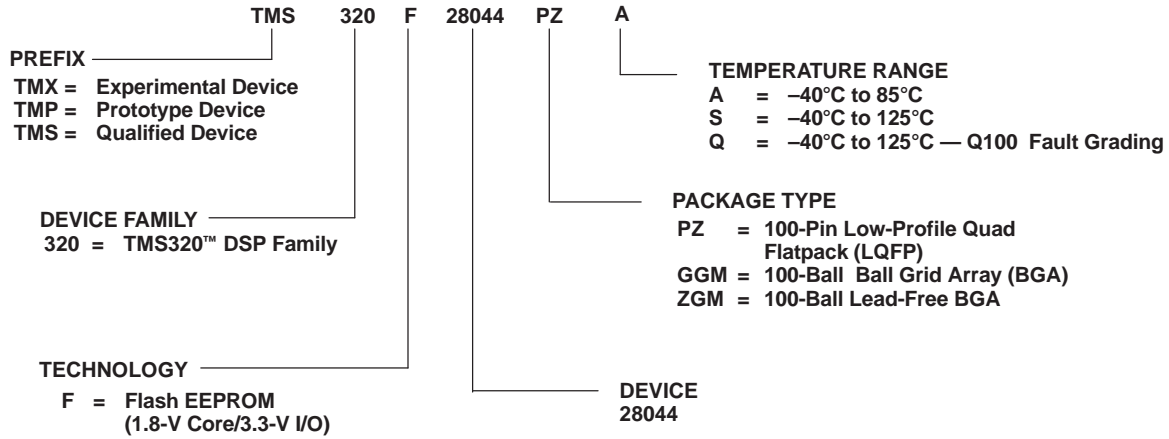 TMS 320 F 28044 PZ A
PREFIX
TMX = Experimental Device
TMP = Prototype Device
TMS = Qualified Device
TEMPERATURE RANGE
A = –40°C to 85°C
S = –40°C to 125°C
Q = –40°C to 125°C — Q100 Fault Grading
DEVICE FAMILY
320 = TMS320™ DSP Family
PACKAGE TYPE
PZ = 100-Pin Low-Profile Quad
Flatpack (LQFP)
GGM = 100-Ball Ball Grid Array (BGA)
ZGM = 100-Ball Lead-Free BGA
TECHNOLOGY
F = Flash EEPROM
(1.8-V Core/3.3-V I/O)
DEVICE
28044